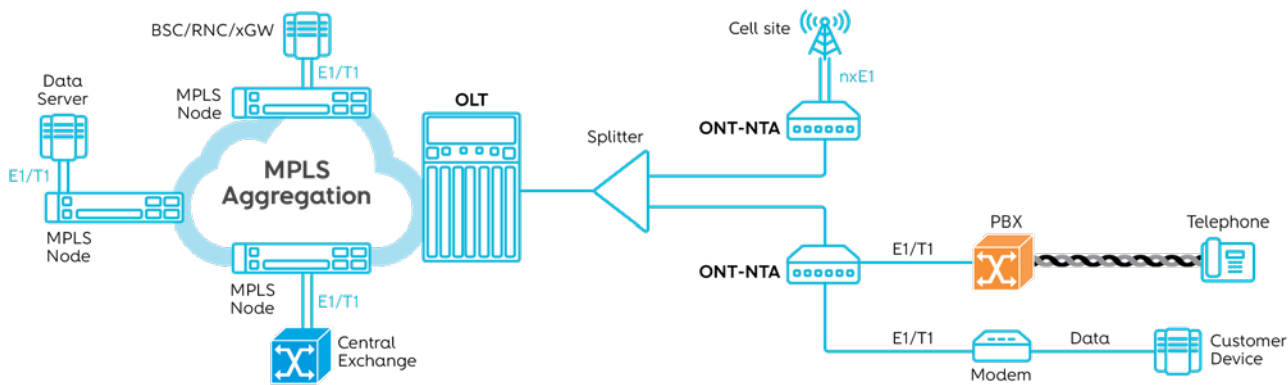 BSC/RNC/xGW
E1/T1
Data
Server
MPLS
Node
E1/T1
MPLS
Node
MPLS
Aggregation
OLT
MPLS
Node
E1/T1
Central
Exchange
Splitter
Cell site
nxE1
ONT-NTA
ONT-NTA
E1/T1
PBX
Telephone
E1/T1
Modem
Data
Customer
Device